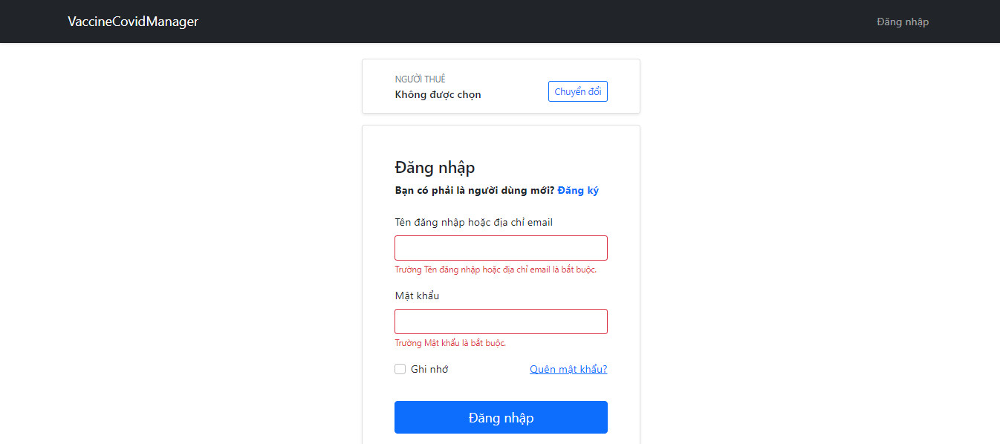 VaccineCovidManager
Đăng nhập
NGƯỜI THUÊ
Không được chọn
Chuyển đổi
Đăng nhập
Bạn có phải là người dùng mới? Đăng ký
Tên đăng nhập hoặc địa chỉ email
Trường Tên đăng nhập hoặc địa chỉ email là bắt buộc.
Mật khẩu
Trường Mật khẩu là bắt buộc.
Ghi nhớ
Quên mật khẩu?
Đăng nhập